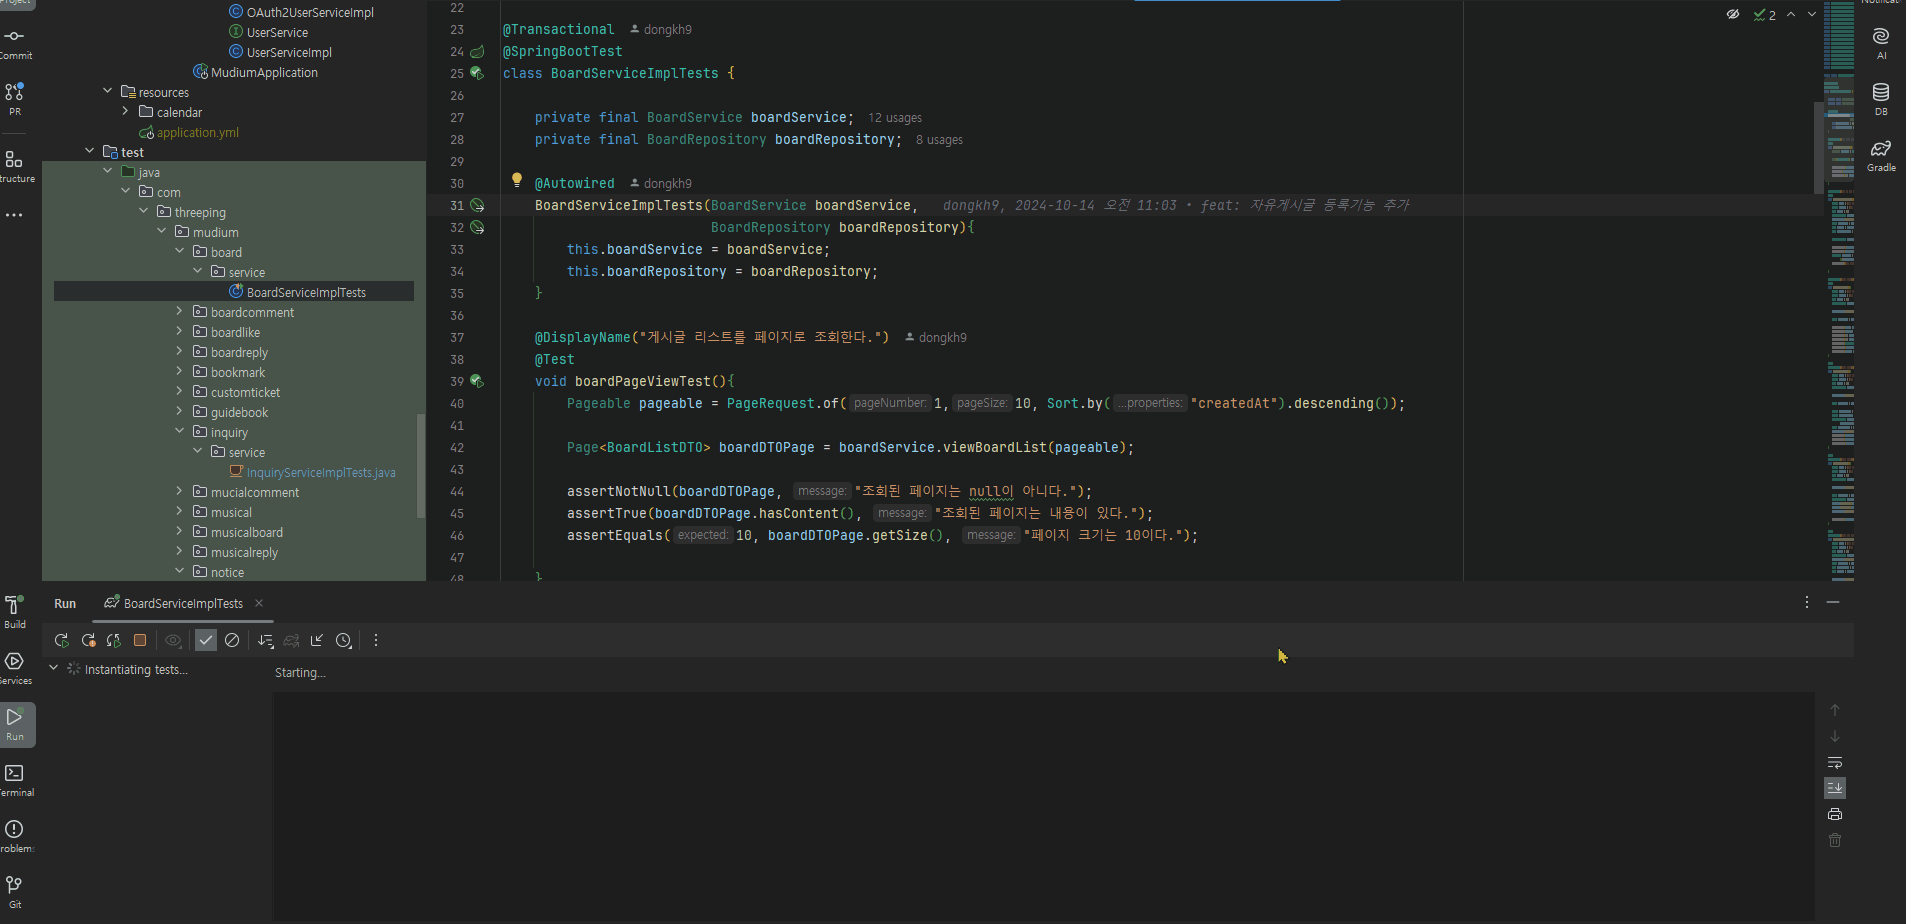 Project
OAuth2UserServiceImpl
UserService
UserServiceImpl
MudiumApplication
resources
calendar
application.yml
test
java
com
threeping
mudium
board
service
BoardServiceImplTests
boardcomment
boardlike
boardreply
bookmark
customticket
guidebook
inquiry
service
InquiryServiceImplTests.java
mucialcomment
musical
musicalboard
musicalreply
notice
Commit
PR
Structure
22
23 @Transactional dongkh9
24 @SpringBootTest
25 class BoardServiceImplTests {
26
27 private final BoardService boardService; 12 usages
28 private final BoardRepository boardRepository; 8 usages
29
30 @Autowired dongkh9
31 BoardServiceImplTests(BoardService boardService, dongkh9, 2024-10-14 오전 11:03 • feat: 자유게시글 등록기능 추가
32 BoardRepository boardRepository){
33 this.boardService = boardService;
34 this.boardRepository = boardRepository;
35 }
36
37 @DisplayName("게시글 리스트를 페이지로 조회한다.") dongkh9
38 @Test
39 void boardPageViewTest(){
40 Pageable pageable = PageRequest.of( pageNumber: 1, pageSize: 10, Sort.by( ...properties: "createdAt").descending());
41
42 Page<BoardListDTO> boardDTOPage = boardService.viewBoardList(pageable);
43
44 assertNotNull(boardDTOPage, message: "조회된 페이지는 null이 아니다.");
45 assertTrue(boardDTOPage.hasContent(), message: "조회된 페이지는 내용이 있다.");
46 assertEquals( expected: 10, boardDTOPage.getSize(), message: "페이지 크기는 10이다.");
47
48 }
2
Notificati
AI
DB
Gradle
Run BoardServiceImplTests
Instantiating tests...
Starting...
Build
Services
Run
Terminal
Problems
Git